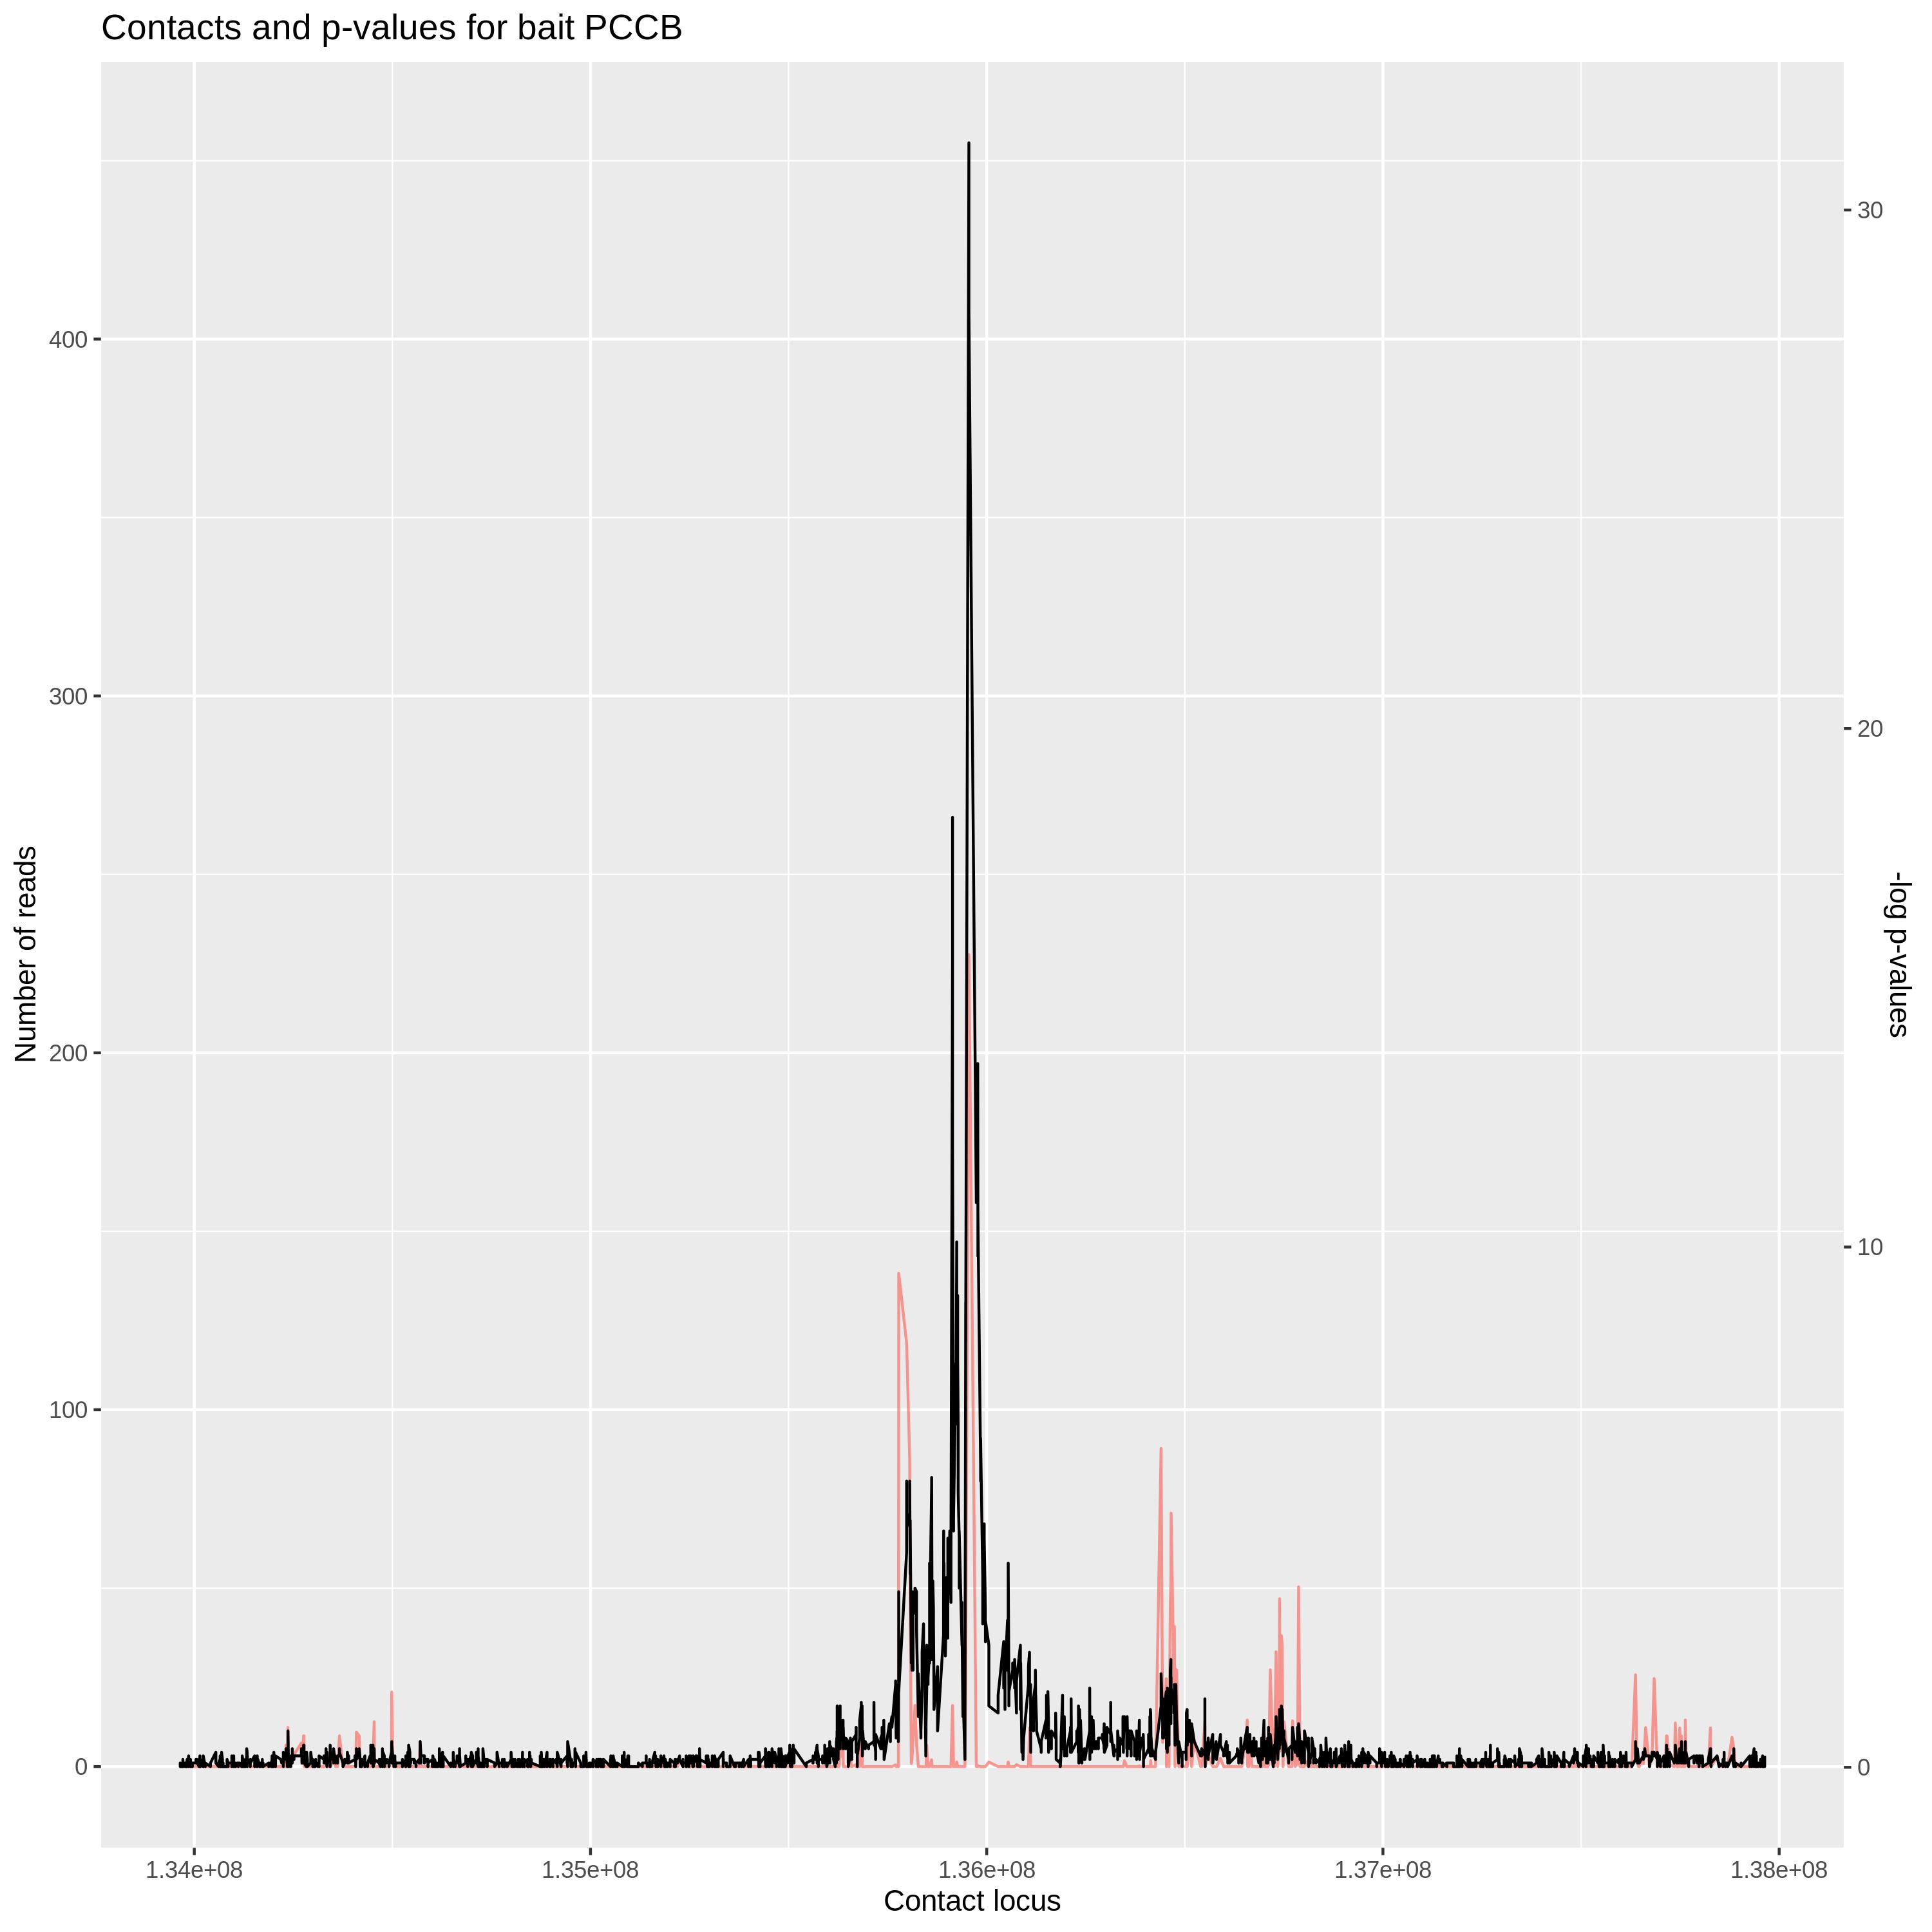 Contacts and p-values for bait PCCB
400
300
200
100
0
Number of reads
30
20
10
0
-log p-values
1.34e+08 1.35e+08 1.36e+08 1.37e+08 1.38e+08
Contact locus